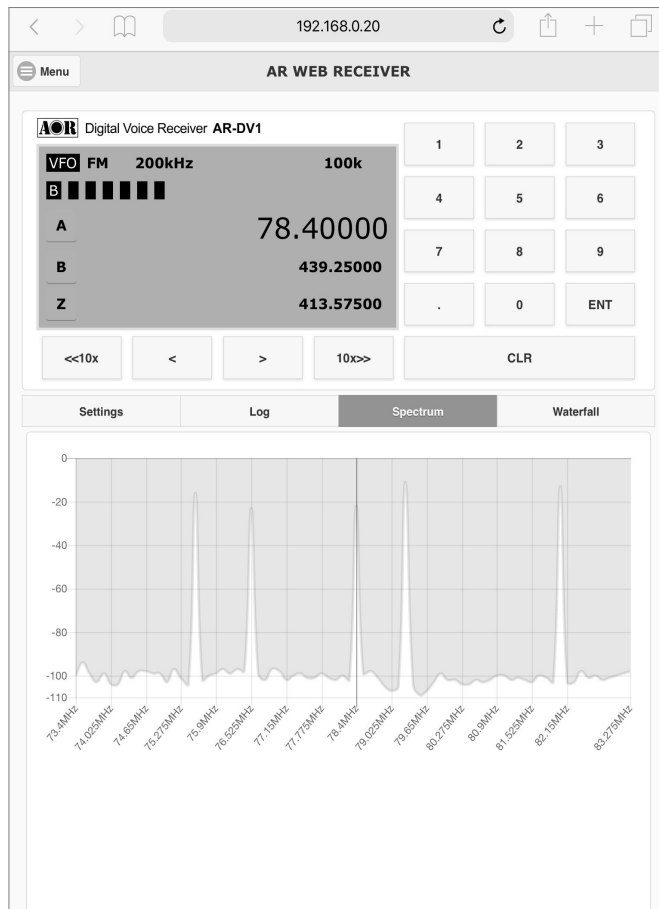 192.168.0.20
Menu
AR WEB RECEIVER
AOR Digital Voice Receiver AR-DV1
VFO FM 200kHz 100k
B
A 78.40000
B 439.25000
Z 413.57500
1 2 3
4 5 6
7 8 9
. 0 ENT
<<10x < > 10x>> CLR
Settings Log Spectrum Waterfall
0
-20
-40
-60
-80
-100
-110
73.4MHz 74.025MHz 74.65MHz 75.275MHz 75.9MHz 76.525MHz 77.15MHz 77.775MHz 78.4MHz 79.025MHz 79.65MHz 80.275MHz 80.9MHz 81.525MHz 82.15MHz 83.275MHz